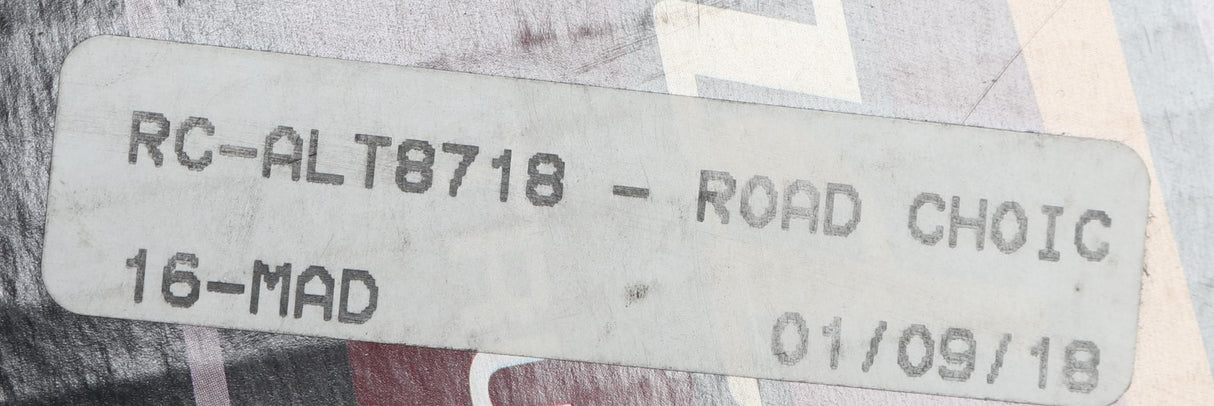 RC-ALT8718 - ROAD CHOIC
16-MAD
01/09/18